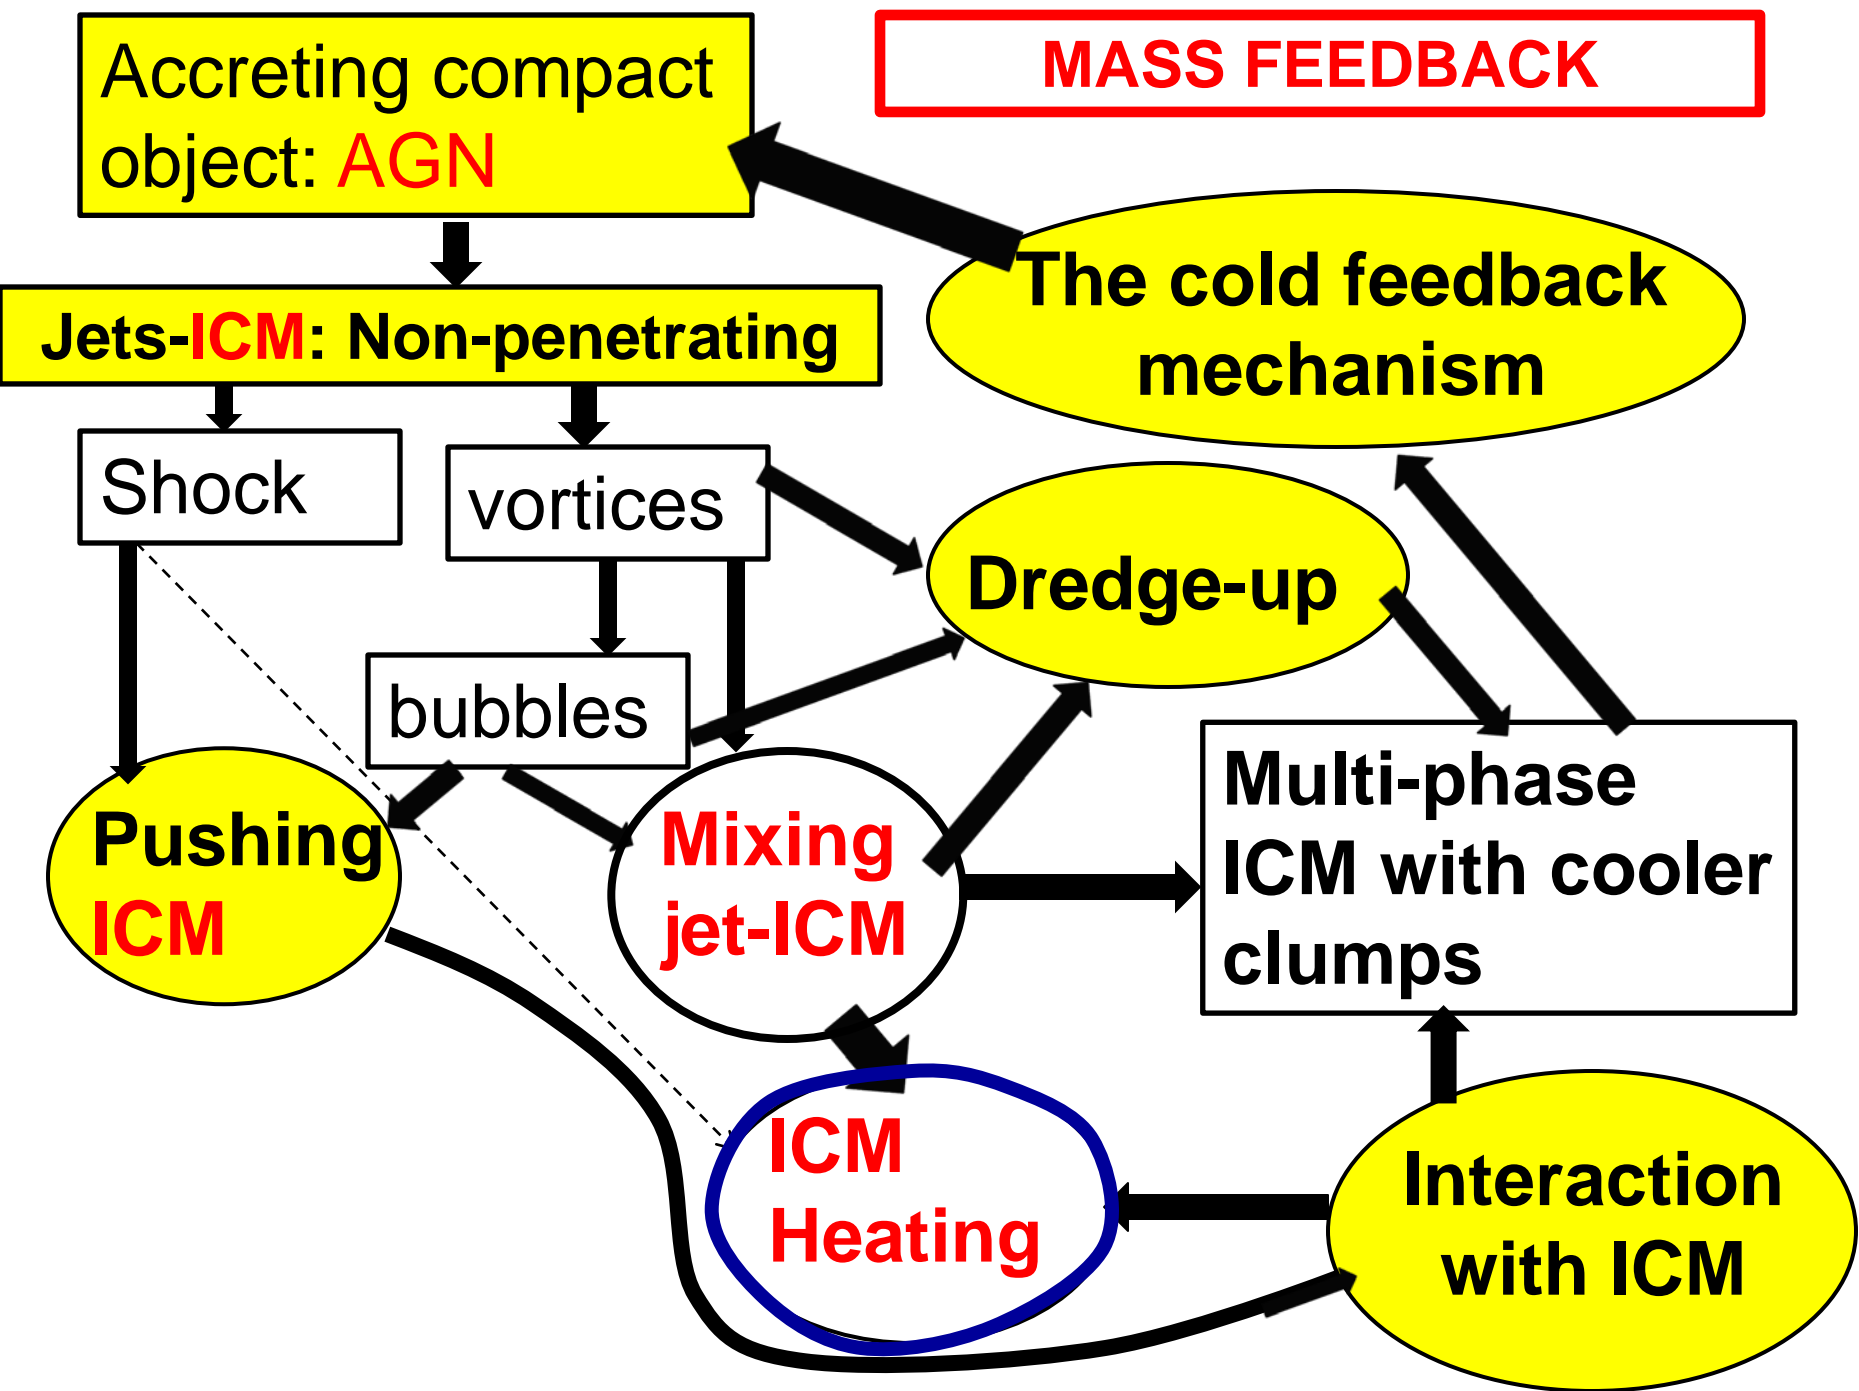 MASS FEEDBACK
Accreting compact
object: AGN
Jets-ICM: Non-penetrating
The cold feedback
mechanism
Shock
vortices
Dredge-up
bubbles
Pushing
ICM
Mixing
jet-ICM
Multi-phase
ICM with cooler
clumps
ICM
Heating
Interaction
with ICM